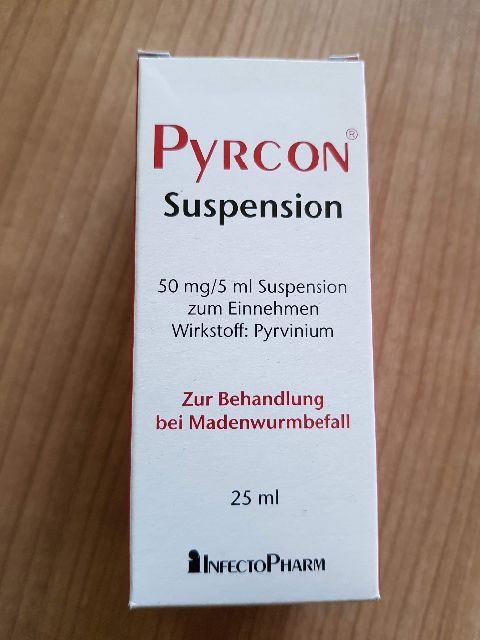 PYRCON®
Suspension
50 mg/5 ml Suspension
zum Einnehmen
Wirkstoff: Pyrvinium
Zur Behandlung
bei Madenwurmbefall
25 ml
INFECTOPHARM